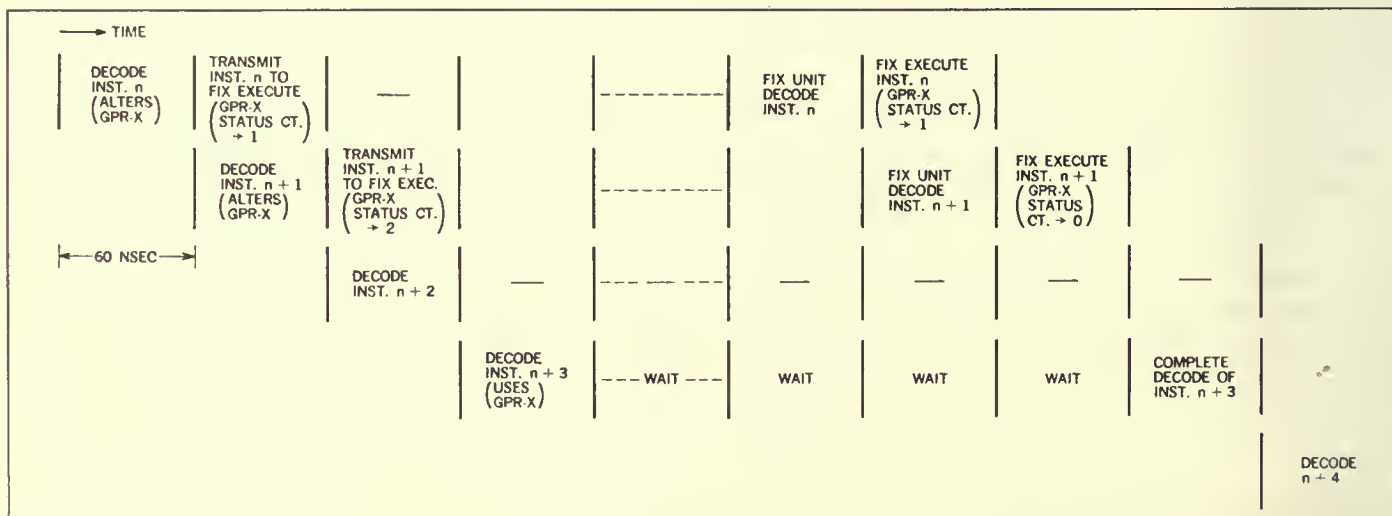 → TIME
DECODE
INST. n
(ALTERS
GPR-X)
TRANSMIT
INST. n TO
FIX EXECUTE
(GPR-X
STATUS CT.
→ 1)
—
-------
FIX UNIT
DECODE
INST. n
FIX EXECUTE
INST. n
(GPR-X
STATUS CT.
→ 1)
DECODE
INST. n + 1
(ALTERS
GPR-X)
TRANSMIT
INST. n + 1
TO FIX EXEC.
(GPR-X
STATUS CT.
→ 2)
-------
FIX UNIT
DECODE
INST. n + 1
FIX EXECUTE
INST. n + 1
(GPR-X
STATUS
CT. → 0)
60 NSEC
DECODE
INST. n + 2
—
-------
—
—
—
—
DECODE
INST. n + 3
(USES
GPR-X)
--- WAIT ---
WAIT
WAIT
WAIT
COMPLETE
DECODE OF
INST. n + 3
DECODE
n + 4